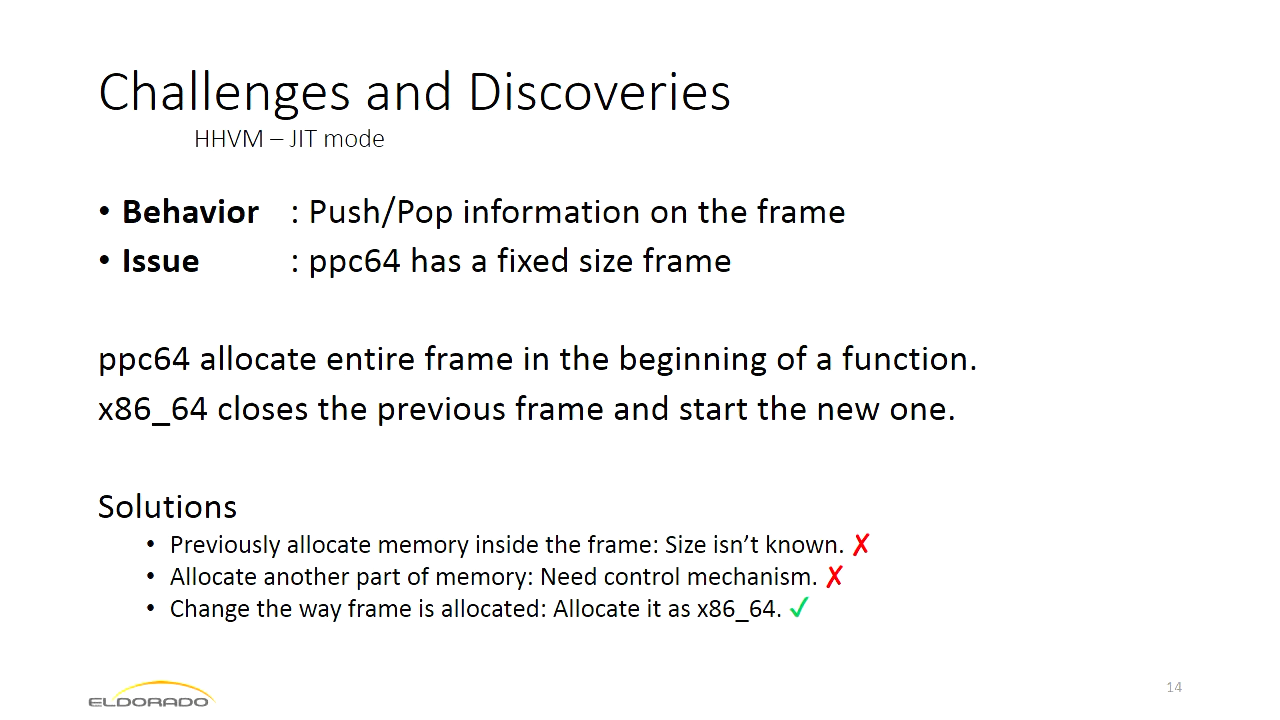 Challenges and Discoveries
HHVM – JIT mode
• Behavior : Push/Pop information on the frame
• Issue : ppc64 has a fixed size frame
ppc64 allocate entire frame in the beginning of a function.
x86_64 closes the previous frame and start the new one.
Solutions
• Previously allocate memory inside the frame: Size isn’t known. ✗
• Allocate another part of memory: Need control mechanism. ✗
• Change the way frame is allocated: Allocate it as x86_64. ✓
ELDORADO
14